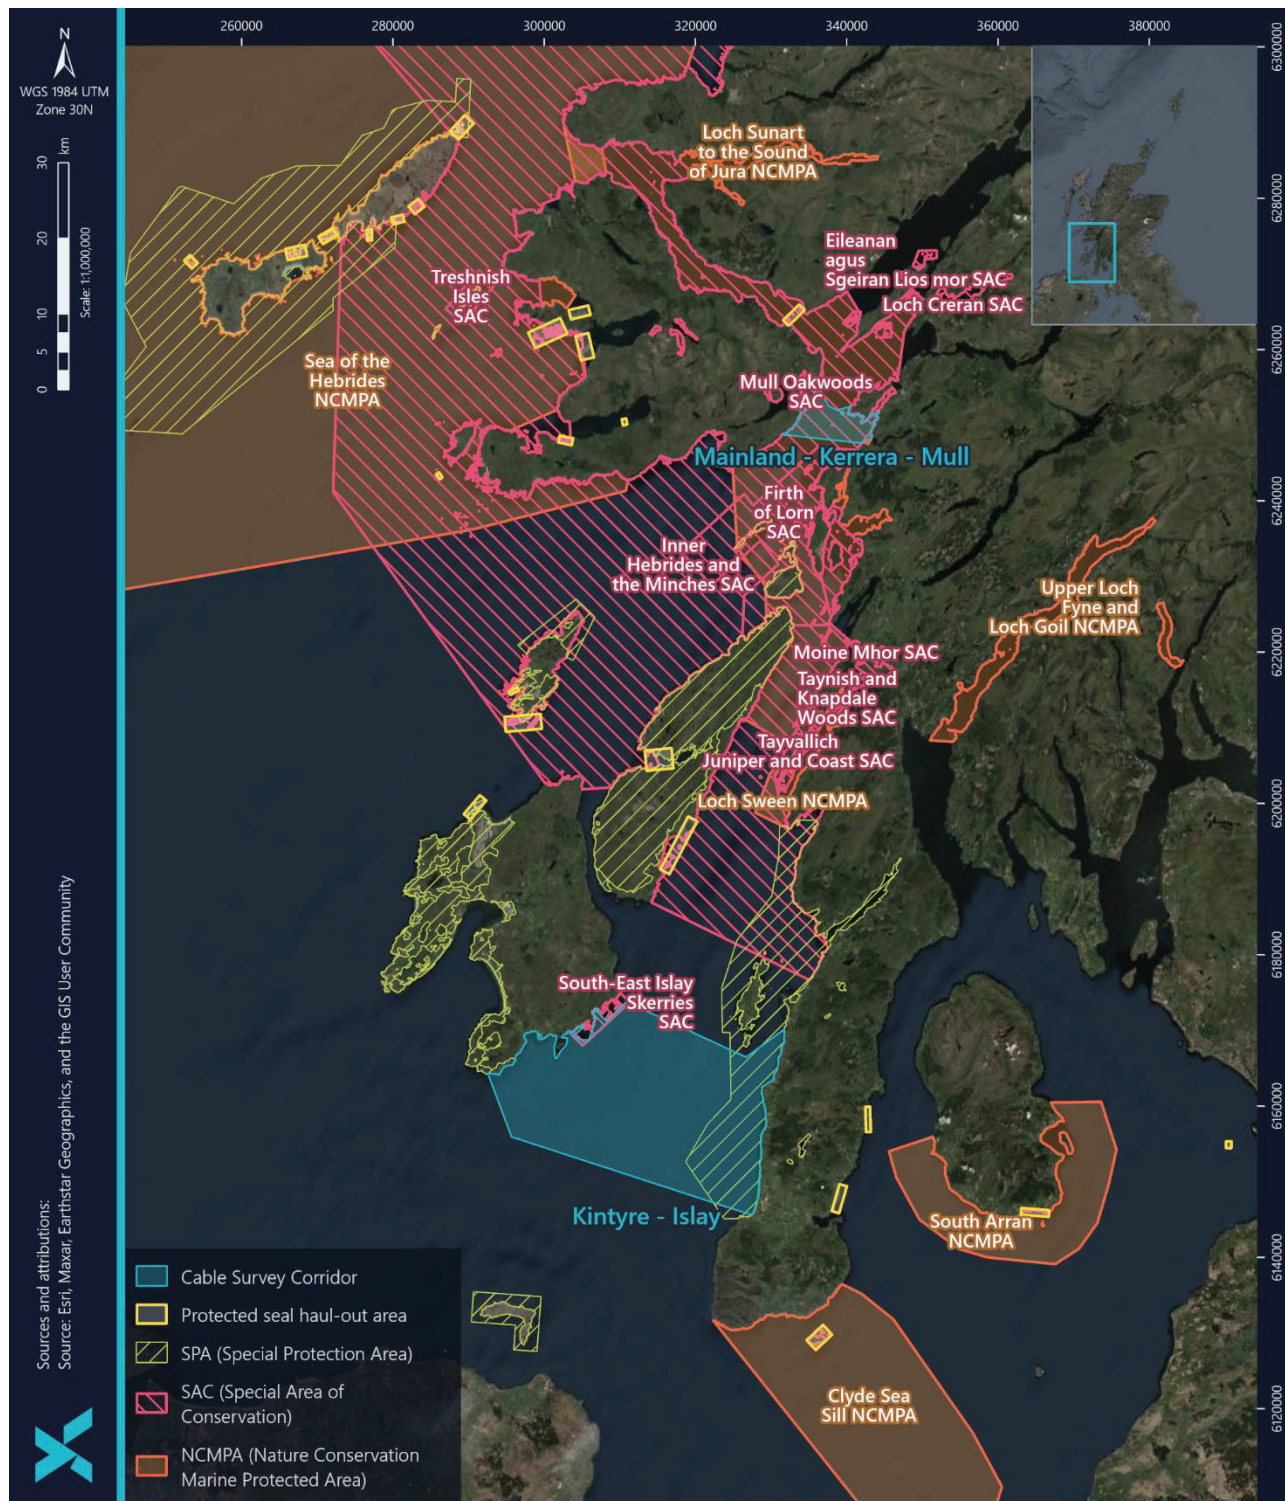 260000
280000
300000
320000
340000
360000
380000
N
WGS 1984 UTM
Zone 30N
km
30
20
10
5
0
Scale: 1:1,000,000
6300000
6280000
6260000
6240000
6220000
6200000
6180000
6160000
6140000
6120000
Loch Sunart
to the Sound
of Jura NCMPA
Eileanan
agus
Sgeiran Lios mor SAC
Loch Creran SAC
Treshnish
Isles
SAC
Sea of the
Hebrides
NCMPA
Mull Oakwoods
SAC
Mainland - Kerrera - Mull
Firth
of Lorn
SAC
Inner
Hebrides and
the Minches SAC
Upper Loch
Fyne and
Loch Goil NCMPA
Moine Mhor SAC
Taynish and
Knapdale
Woods SAC
Tayvallich
Juniper and Coast SAC
Loch Sween NCMPA
South-East Islay
Skerries
SAC
Kintyre - Islay
South Arran
NCMPA
Clyde Sea
Sill NCMPA
Cable Survey Corridor
Protected seal haul-out area
SPA (Special Protection Area)
SAC (Special Area of
Conservation)
NCMPA (Nature Conservation
Marine Protected Area)
Sources and attributions:
Source: Esri, Maxar, Earthstar Geographics, and the GIS User Community